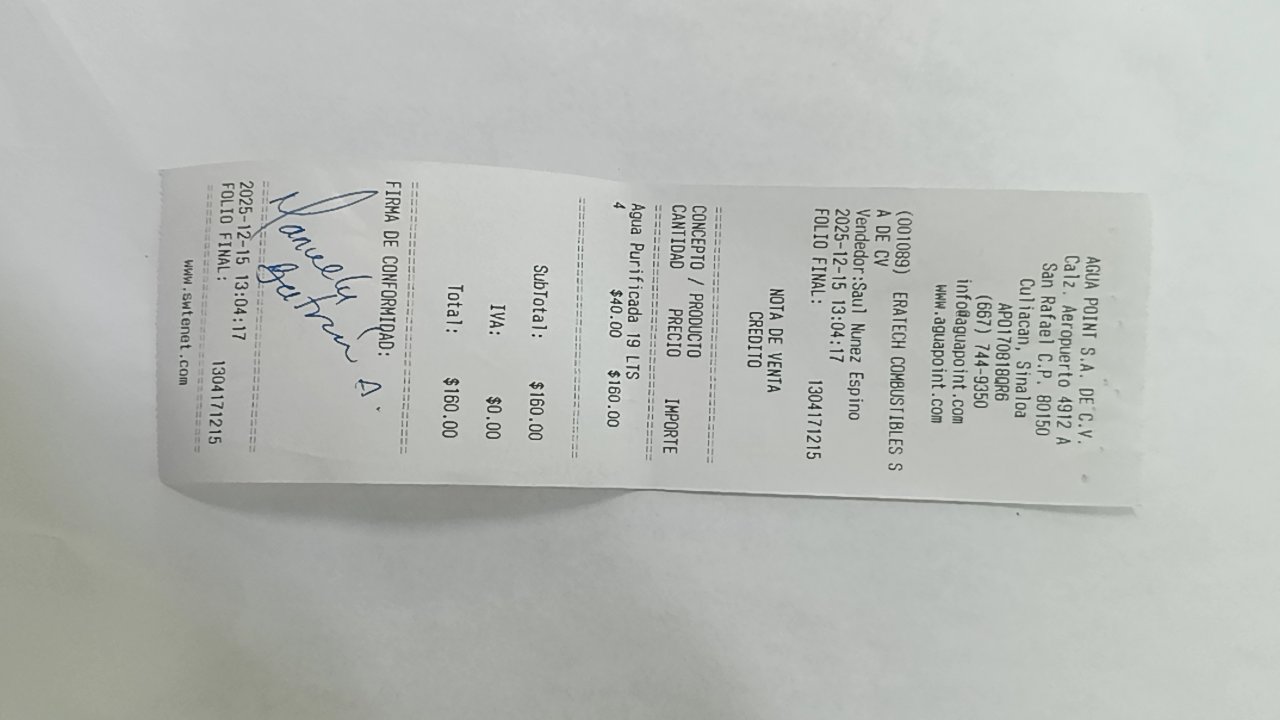 AGUA POINT S.A. DE C.V.
Calz. Aeropuerto 4912 A
San Rafael C.P. 80150
Culiacan, Sinaloa
APO170818QR6
(667) 744-9350
info@aguapoint.com
www.aguapoint.com
(001089) ERATECH COMBUSTIBLES S
A DE CV
Vendedor:Saul Nunez Espino
2025-12-15 13:04:17
FOLIO FINAL: 1304171215
NOTA DE VENTA
CREDITO
CONCEPTO / PRODUCTO
CANTIDAD PRECIO IMPORTE
Agua Purificada 19 LTS
4 $40.00 $160.00
SubTotal: $160.00
IVA: $0.00
Total: $160.00
FIRMA DE CONFORMIDAD:
Manuela
A.
2025-12-15 13:04:17
FOLIO FINAL: 1304171215
www.swtenet.com